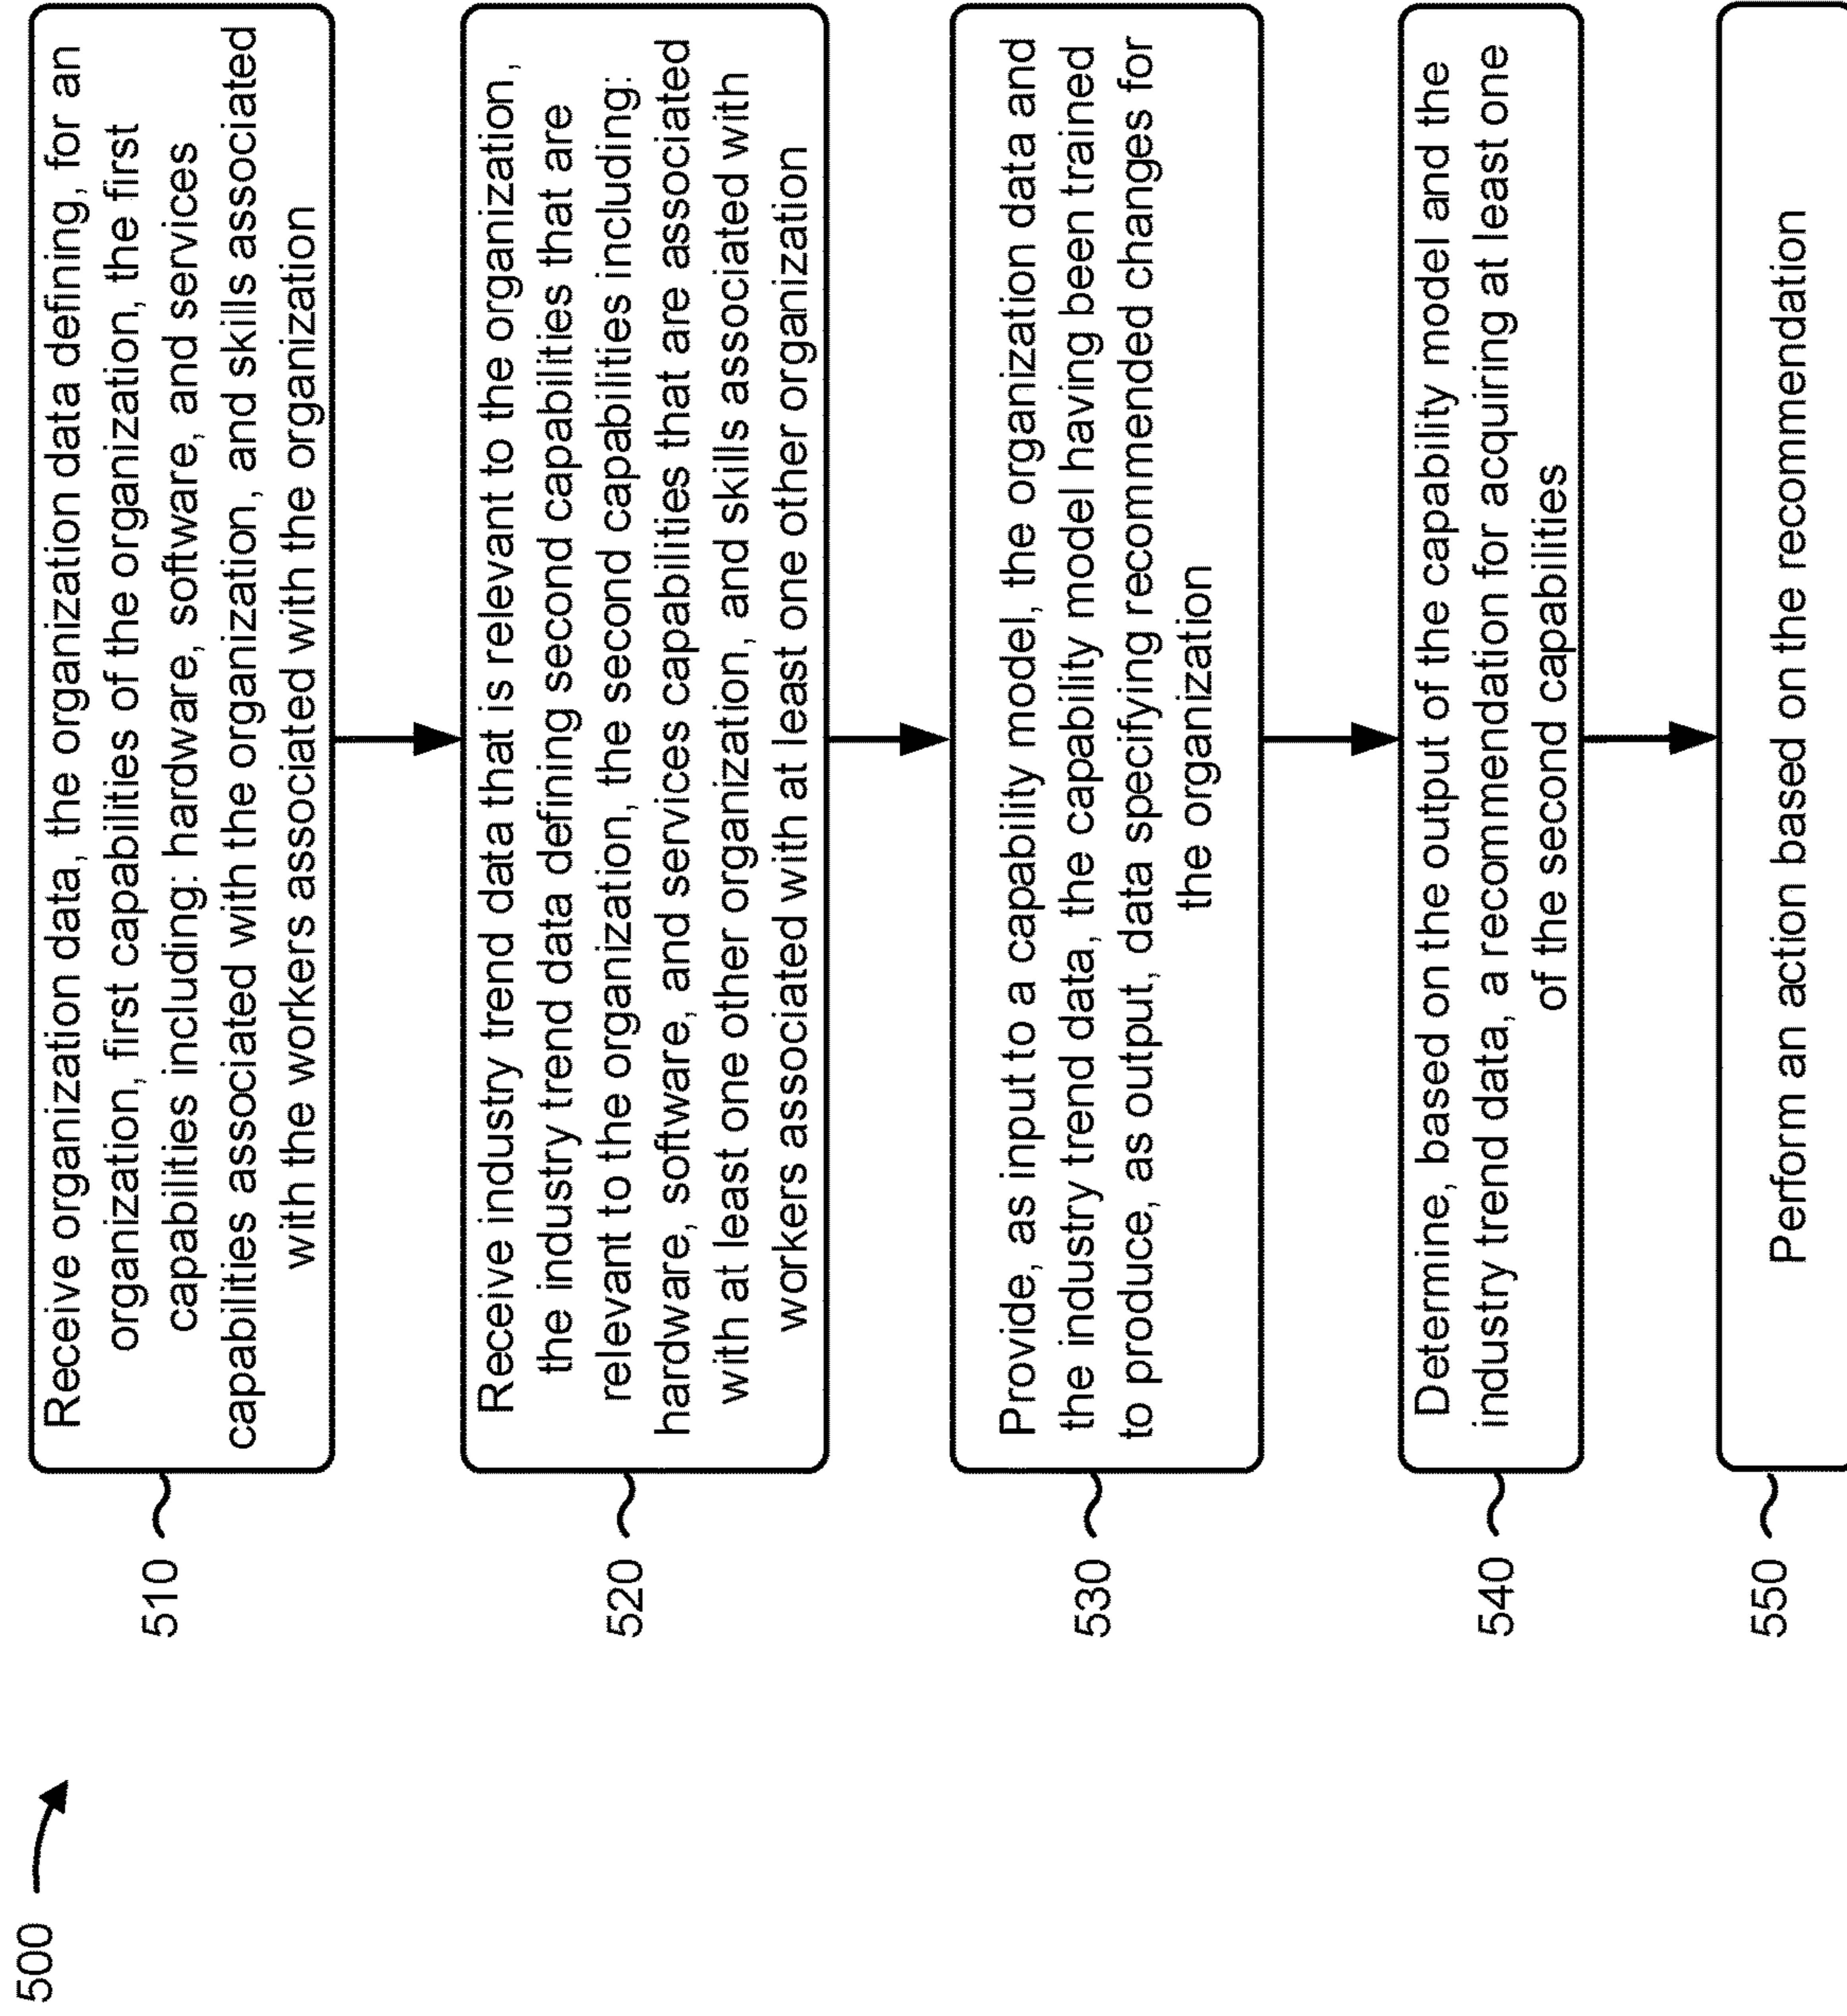 500
510
Receive organization data, the organization data defining, for an
organization, first capabilities of the organization, the first
capabilities including: hardware, software, and services
capabilities associated with the organization, and skills associated
with the workers associated with the organization
520
Receive industry trend data that is relevant to the organization,
the industry trend data defining second capabilities that are
relevant to the organization, the second capabilities including:
hardware, software, and services capabilities that are associated
with at least one other organization, and skills associated with
workers associated with at least one other organization
530
Provide, as input to a capability model, the organization data and
the industry trend data, the capability model having been trained
to produce, as output, data specifying recommended changes for
the organization
540
Determine, based on the output of the capability model and the
industry trend data, a recommendation for acquiring at least one
of the second capabilities
550
Perform an action based on the recommendation